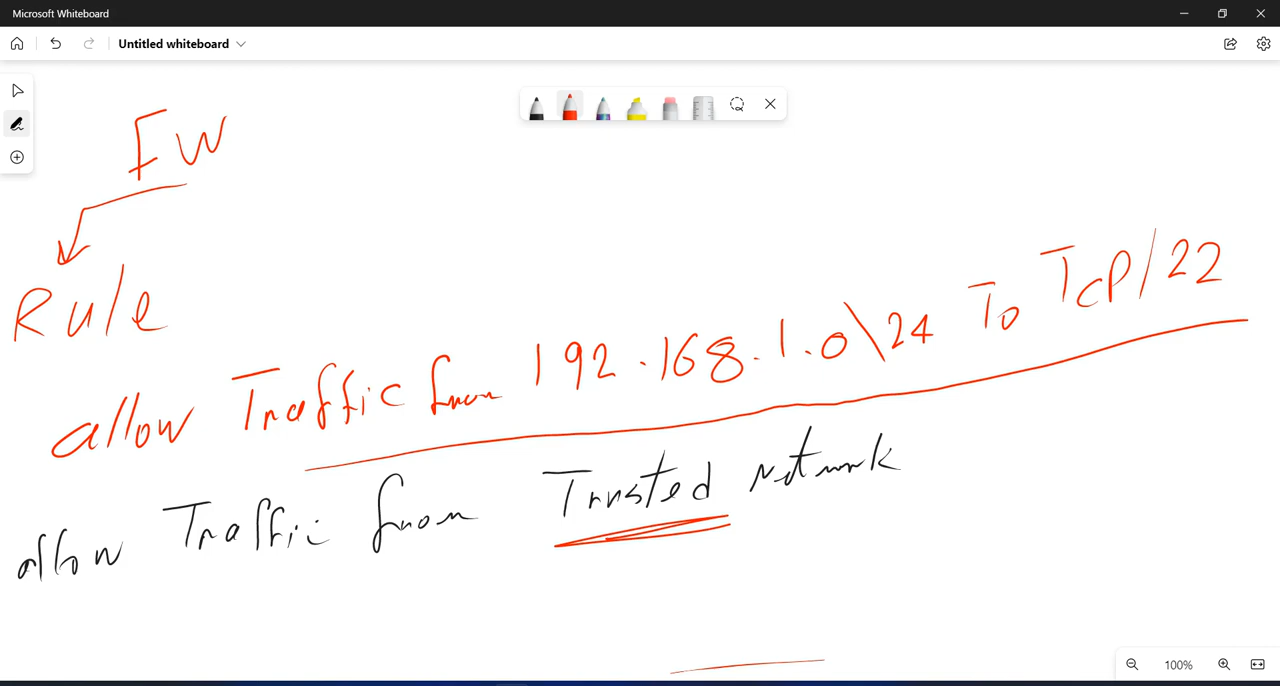 Microsoft Whiteboard
Untitled whiteboard
FW
Rule
allow Traffic from 192.168.1.0\24 To TCP/22
allow Traffic from Trusted Network
100%